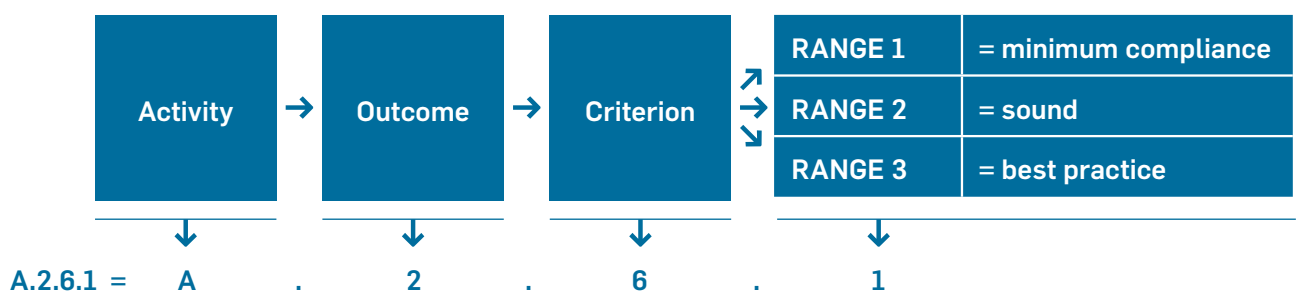 RANGE 1 = minimum compliance
Activity Outcome Criterion RANGE 2 = sound
RANGE 3 = best practice
A.2.6.1 = A . 2 . 6 . 1